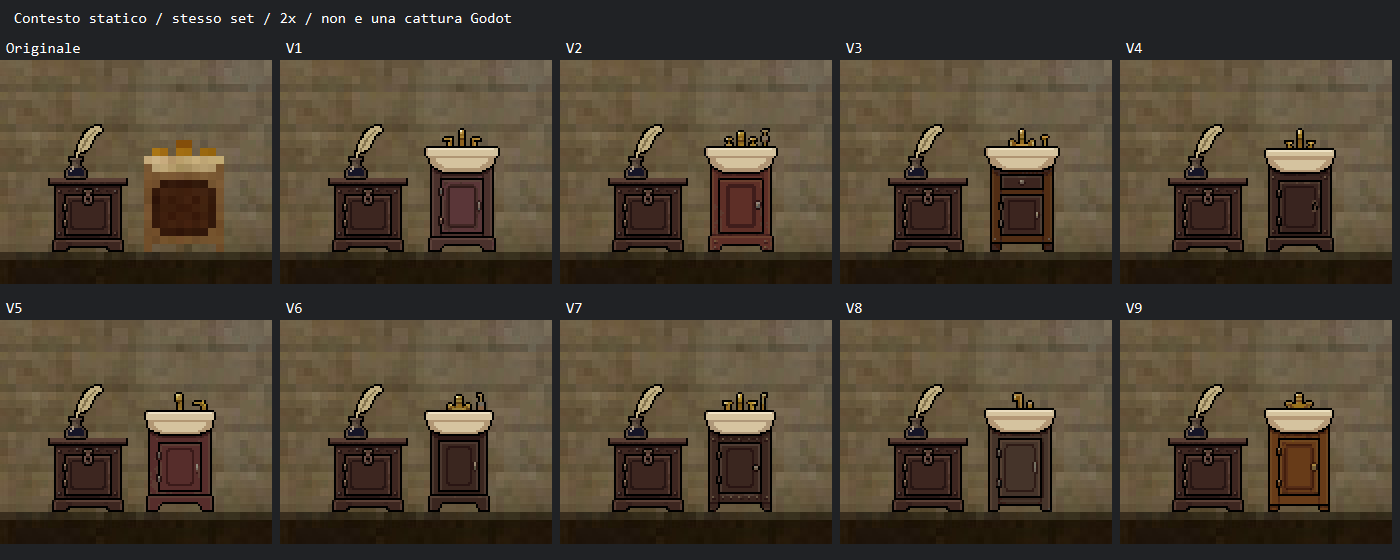 Contesto statico / stesso set / 2x / non e una cattura Godot
Originale
V1
V2
V3
V4
V5
V6
V7
V8
V9